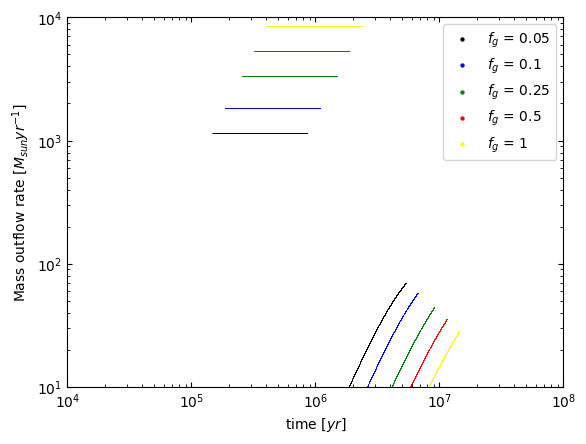 10^4
10^3
10^2
10^1
Mass outflow rate [M_{sun}yr^{-1}]
f_g = 0.05
f_g = 0.1
f_g = 0.25
f_g = 0.5
f_g = 1
10^4 10^5 10^6 10^7 10^8
time [yr]